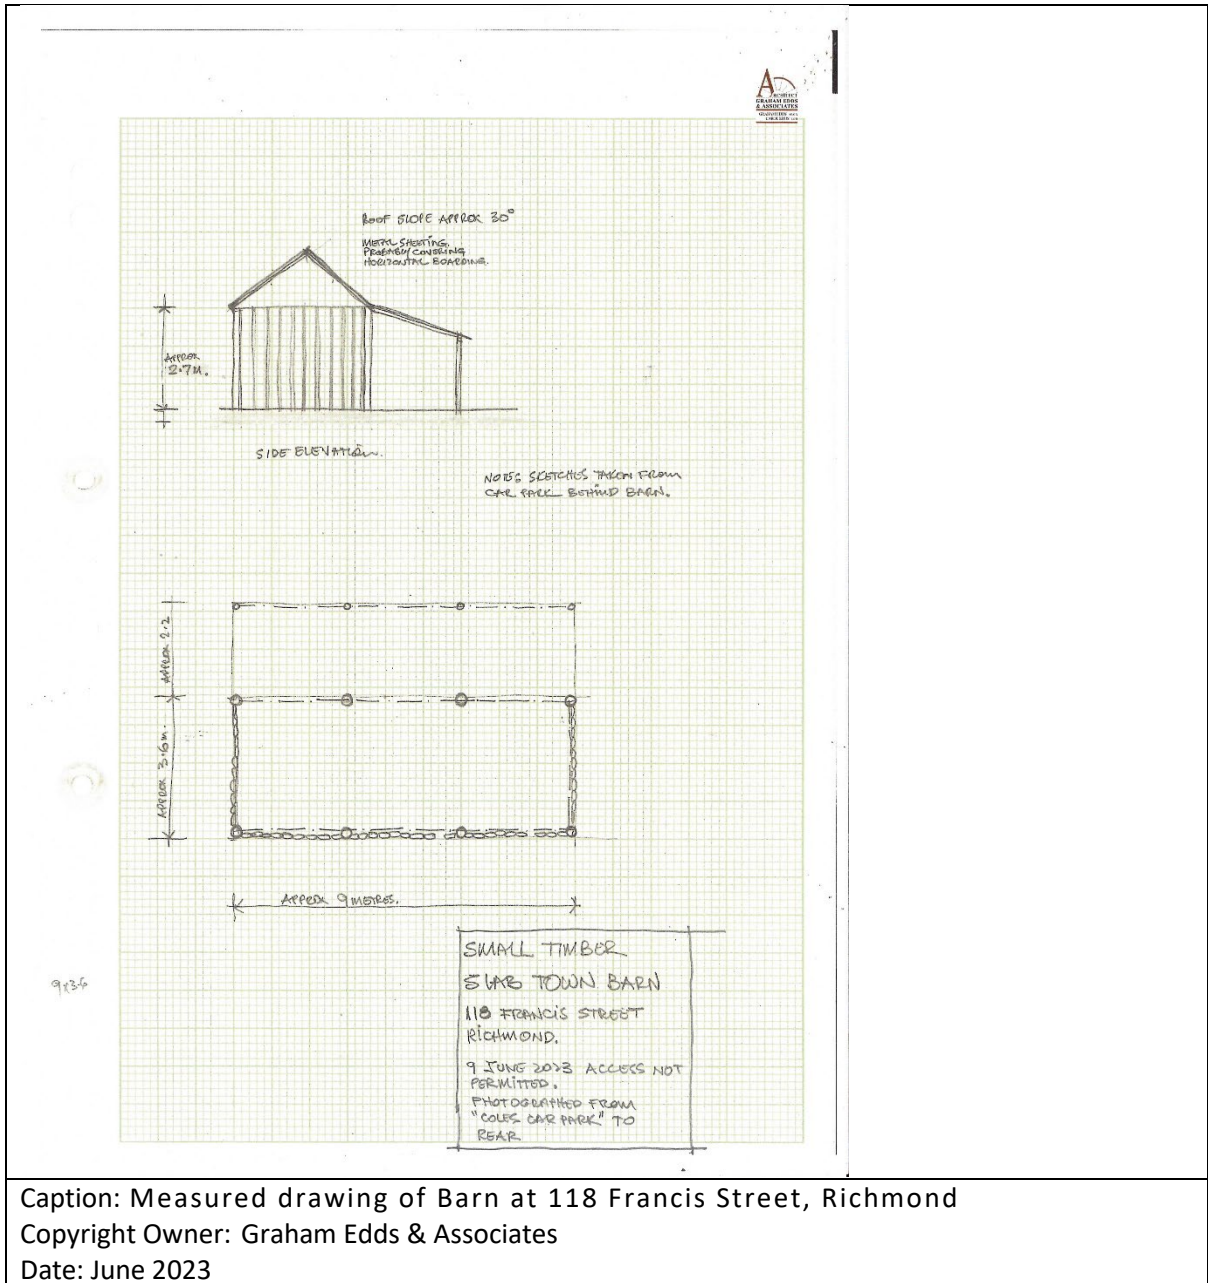 Architect
GRAHAM EDDS
& ASSOCIATES
ROOF SLOPE APPROX 30°
METAL SHEETING.
PROBABLY COVERING
HORIZONTAL BOARDING.
APPROX
2.7M.
SIDE ELEVATION.
NOTES SKETCHES TAKEN FROM
CAR PARK BEHIND BARN.
APPROX 2.2
APPROX 3.6m.
APPROX 9 METRES.
9x3.6
SMALL TIMBER
SLAB TOWN BARN
118 FRANCIS STREET
RICHMOND.
9 JUNE 2023 ACCESS NOT
PERMITTED.
PHOTOGRAPHED FROM
"COLES CAR PARK" TO
REAR
Caption: Measured drawing of Barn at 118 Francis Street, Richmond
Copyright Owner: Graham Edds & Associates
Date: June 2023